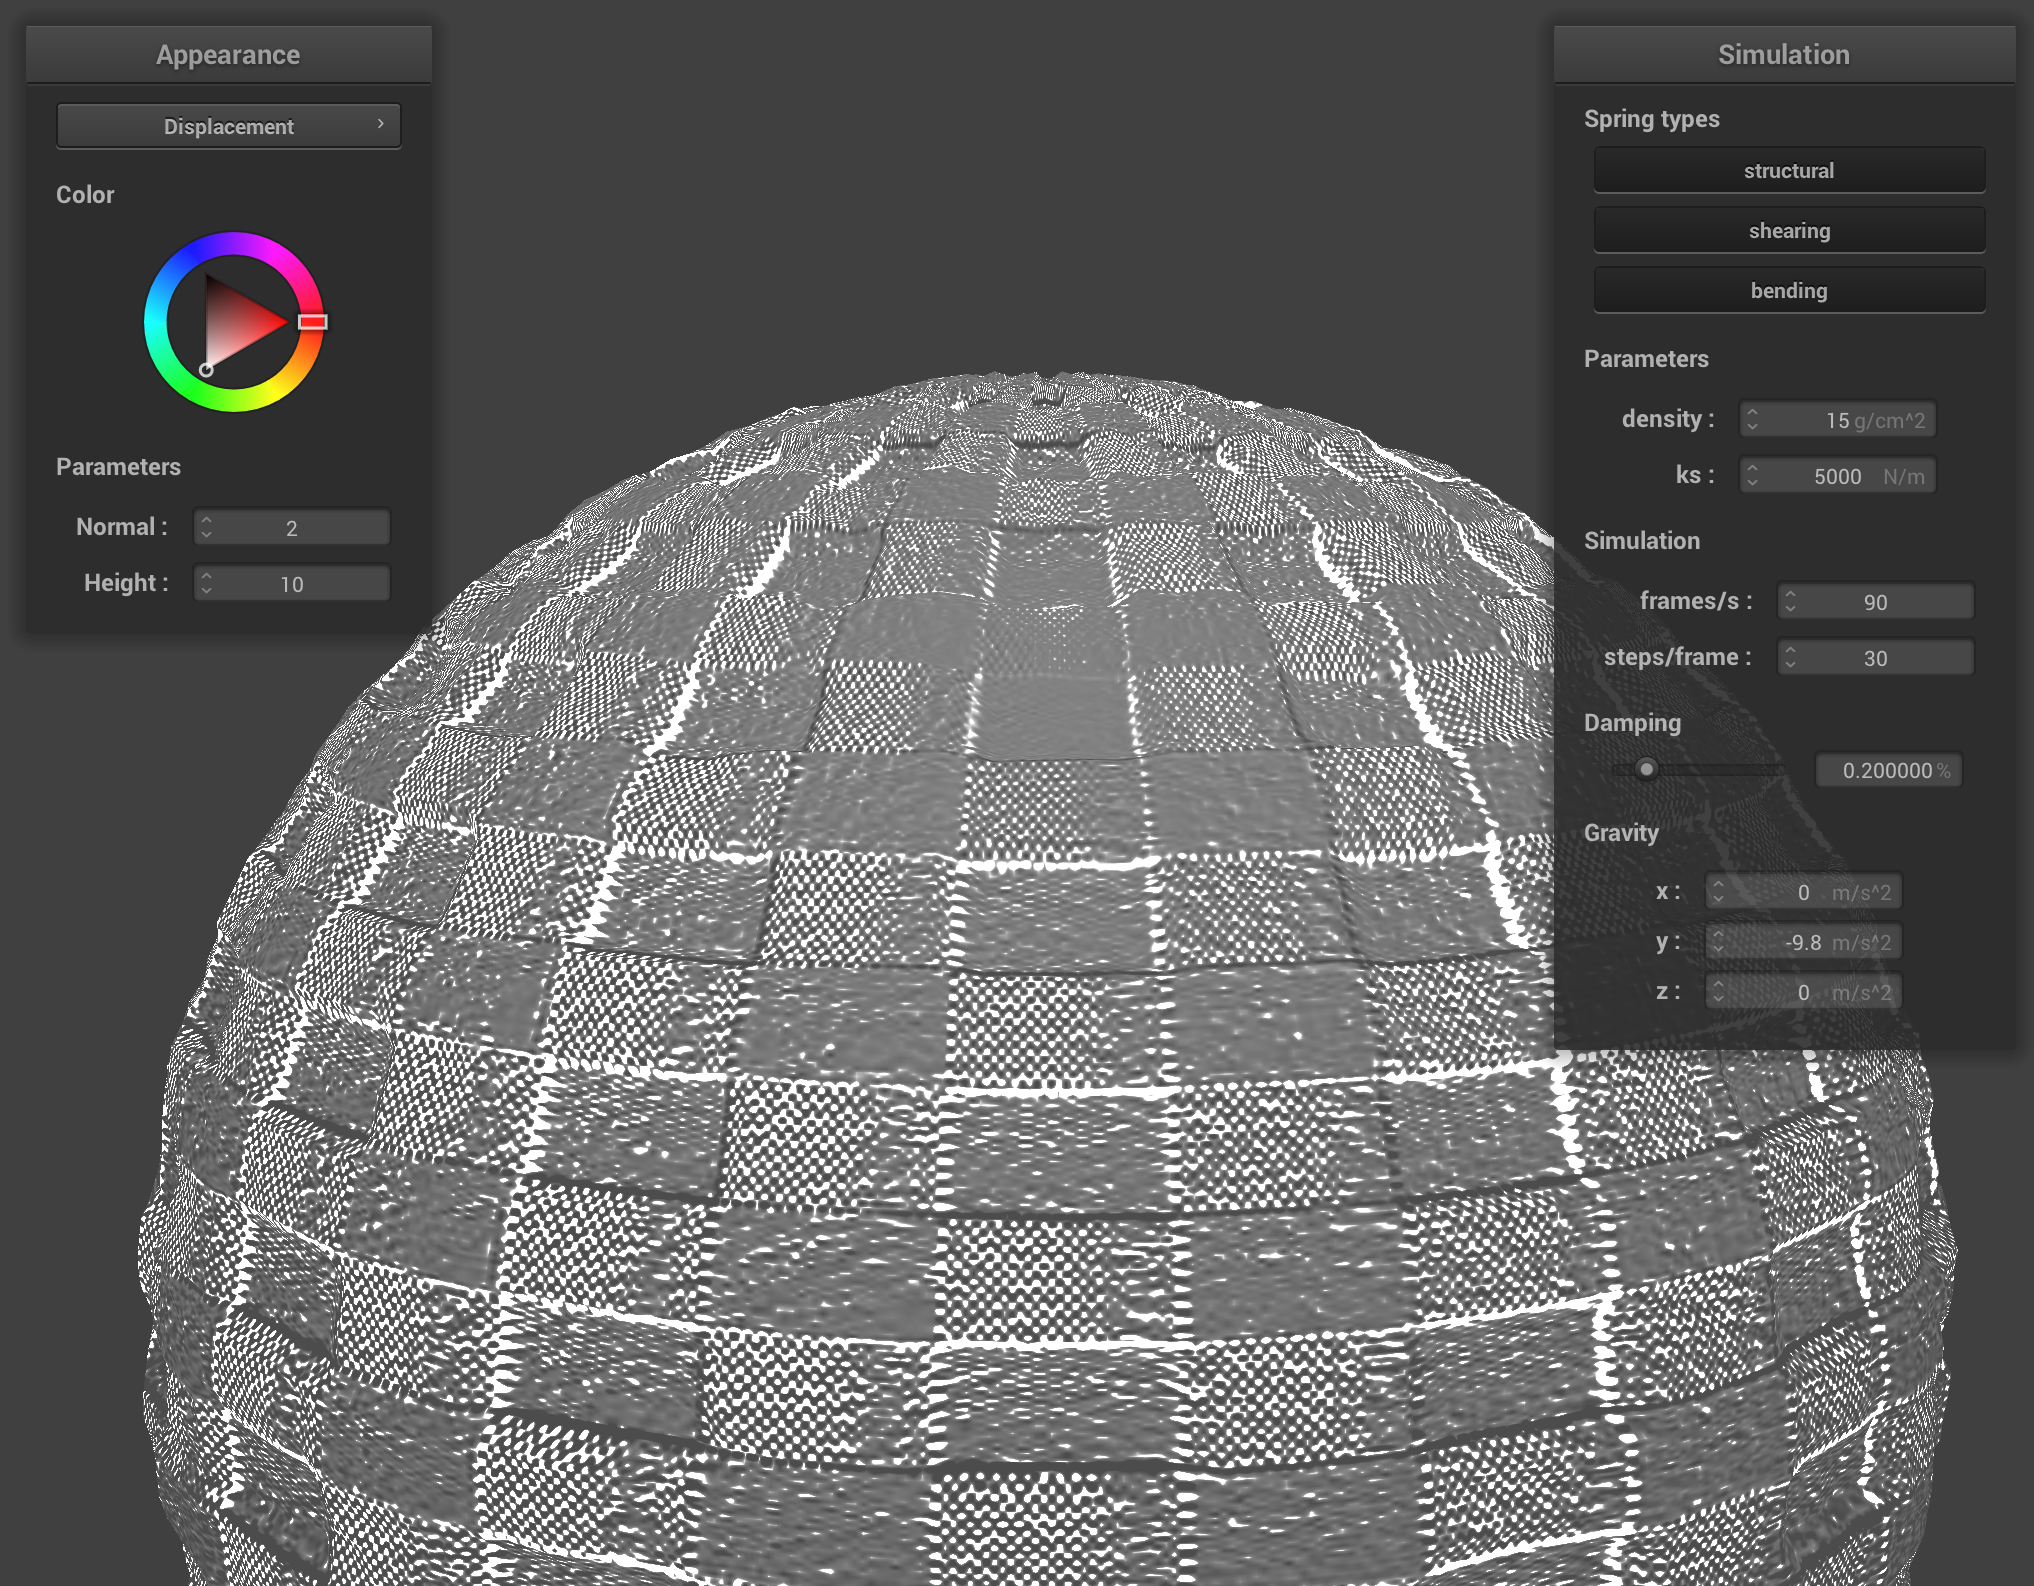 Appearance
Displacement
Color
Parameters
Normal : 2
Height : 10
Simulation
Spring types
structural
shearing
bending
Parameters
density : 15 g/cm^2
ks : 5000 N/m
Simulation
frames/s : 90
steps/frame : 30
Damping
0.200000 %
Gravity
x : 0 m/s^2
y : -9.8 m/s^2
z : 0 m/s^2